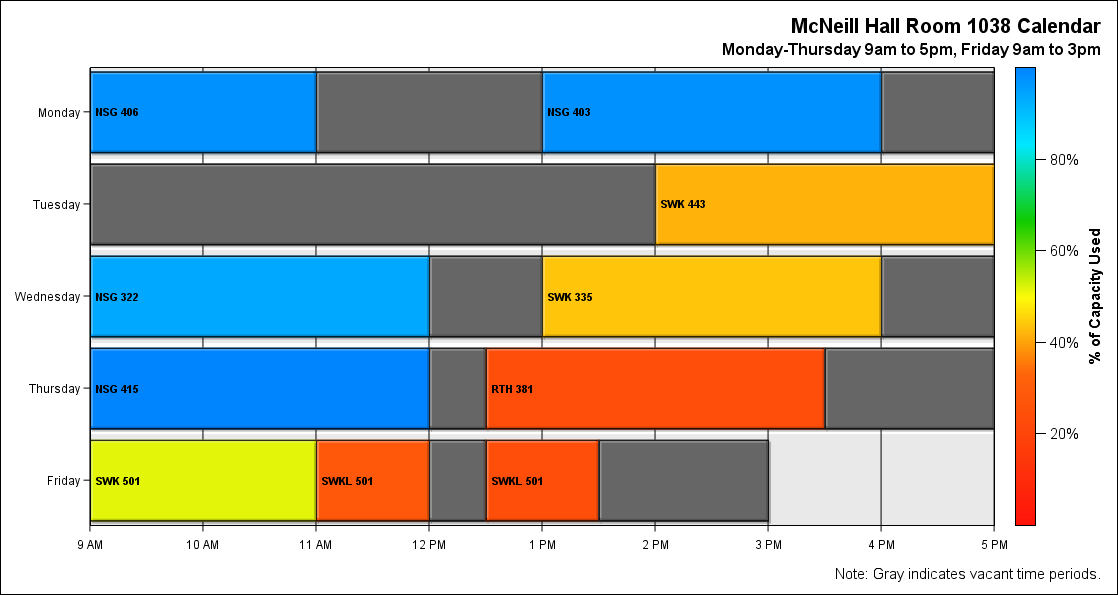 McNeill Hall Room 1038 Calendar
Monday-Thursday 9am to 5pm, Friday 9am to 3pm
Monday
NSG 406
NSG 403
Tuesday
SWK 443
Wednesday
NSG 322
SWK 335
Thursday
NSG 415
RTH 381
Friday
SWK 501
SWKL 501
SWKL 501
9 AM
10 AM
11 AM
12 PM
1 PM
2 PM
3 PM
4 PM
5 PM
80%
60%
40%
20%
% of Capacity Used
Note: Gray indicates vacant time periods.